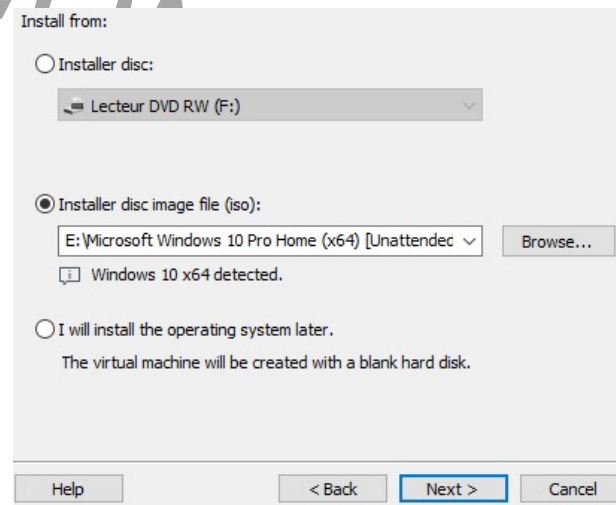 Install from:
Installer disc:
Lecteur DVD RW (F:)
Installer disc image file (iso):
E:\Microsoft Windows 10 Pro Home (x64) [Unattended
Browse...
Windows 10 x64 detected.
I will install the operating system later.
The virtual machine will be created with a blank hard disk.
Help
< Back
Next >
Cancel